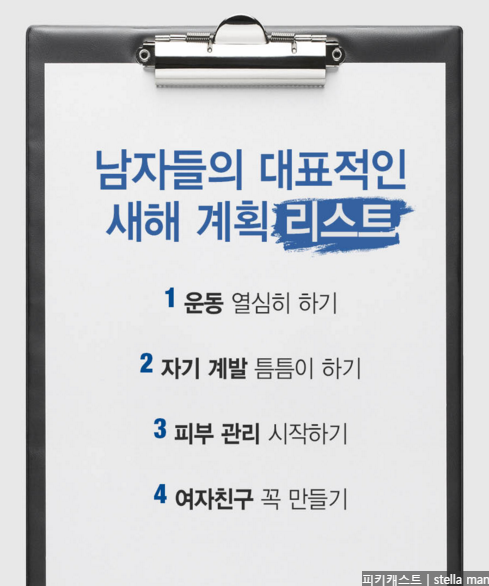 남자들의 대표적인
새해 계획 리스트
1 운동 열심히 하기
2 자기 계발 틈틈이 하기
3 피부 관리 시작하기
4 여자친구 꼭 만들기
피키캐스트 | stella man